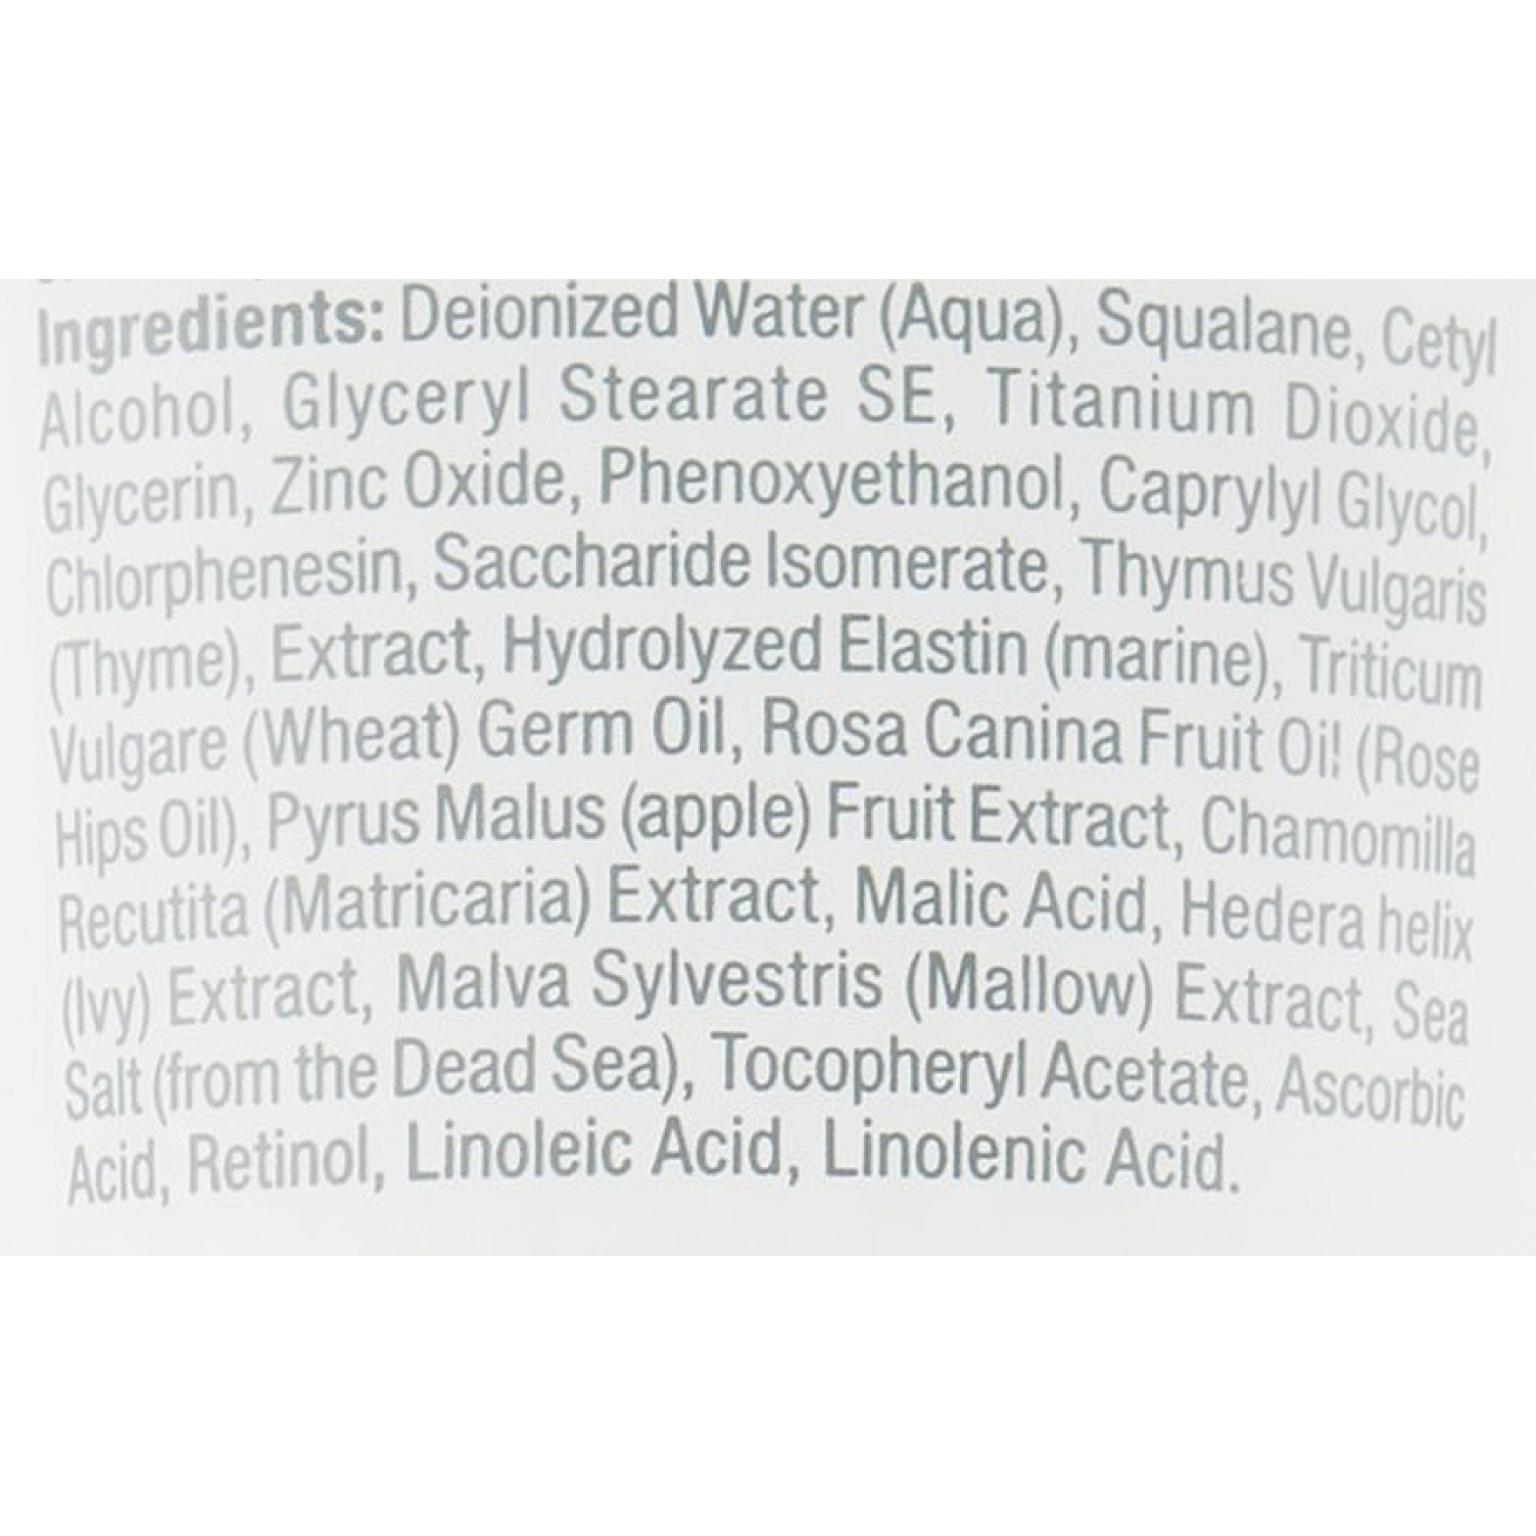 Ingredients: Deionized Water (Aqua), Squalane, Cetyl
Alcohol, Glyceryl Stearate SE, Titanium Dioxide,
Glycerin, Zinc Oxide, Phenoxyethanol, Caprylyl Glycol,
Chlorphenesin, Saccharide Isomerate, Thymus Vulgaris
(Thyme), Extract, Hydrolyzed Elastin (marine), Triticum
Vulgare (Wheat) Germ Oil, Rosa Canina Fruit Oil (Rose
Hips Oil), Pyrus Malus (apple) Fruit Extract, Chamomilla
Recutita (Matricaria) Extract, Malic Acid, Hedera helix
(Ivy) Extract, Malva Sylvestris (Mallow) Extract, Sea
Salt (from the Dead Sea), Tocopheryl Acetate, Ascorbic
Acid, Retinol, Linoleic Acid, Linolenic Acid.